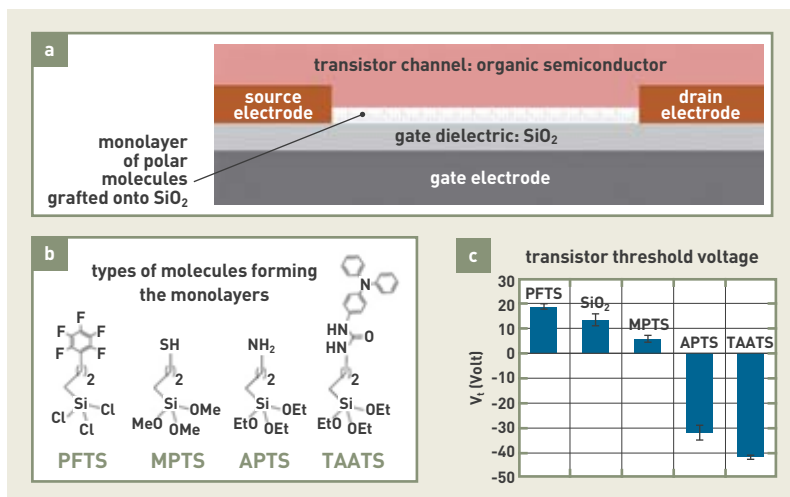 a
transistor channel: organic semiconductor
source
electrode
drain
electrode
monolayer
of polar
molecules
grafted onto SiO₂
gate dielectric: SiO₂
gate electrode
b
types of molecules forming
the monolayers
F
F F
F F
2
Si
Cl Cl
Cl
PFTS
SH
2
Si
MeO OMe
OMe
MPTS
NH₂
2
Si
EtO OEt
OEt
APTS
N
HN
O
HN
2
Si
EtO OEt
OEt
TAATS
c
transistor threshold voltage
Vt (Volt)
30
20
10
0
-10
-20
-30
-40
-50
PFTS
SiO₂
MPTS
APTS
TAATS